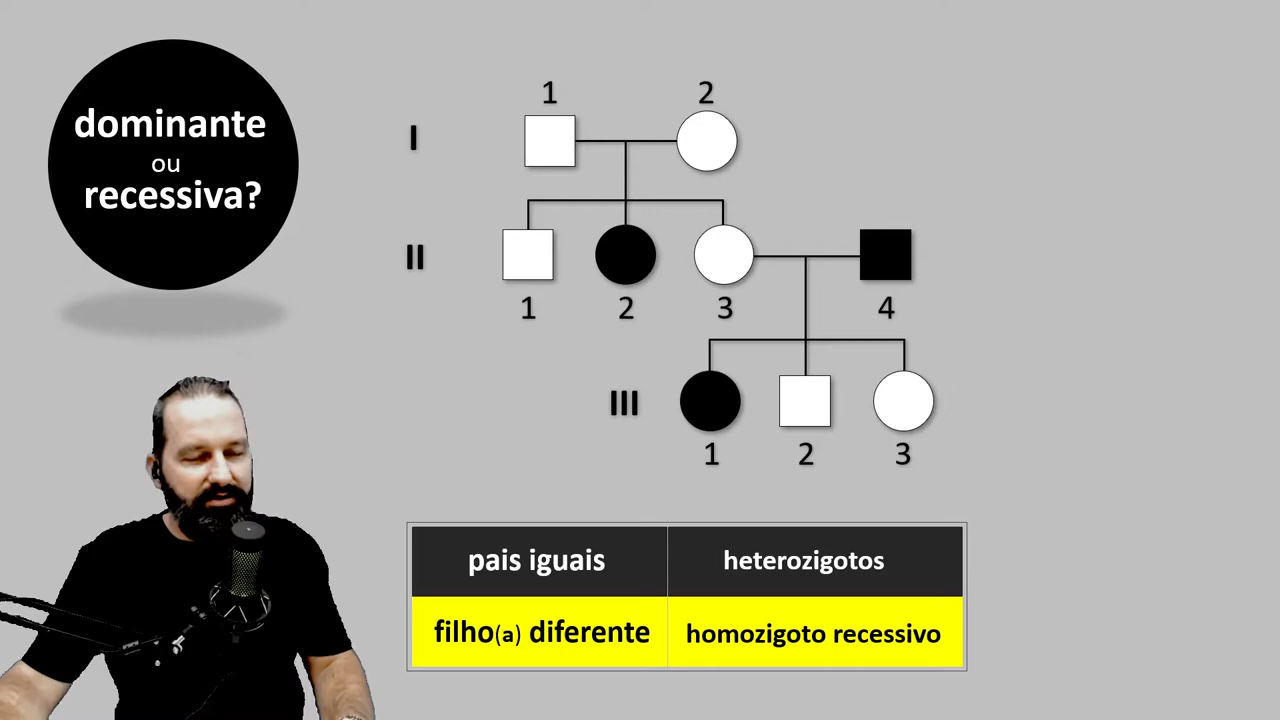 dominante
ou
recessiva?
1 2
I
II
1 2 3 4
III
1 2 3
pais iguais heterozigotos
filho(a) diferente homozigoto recessivo